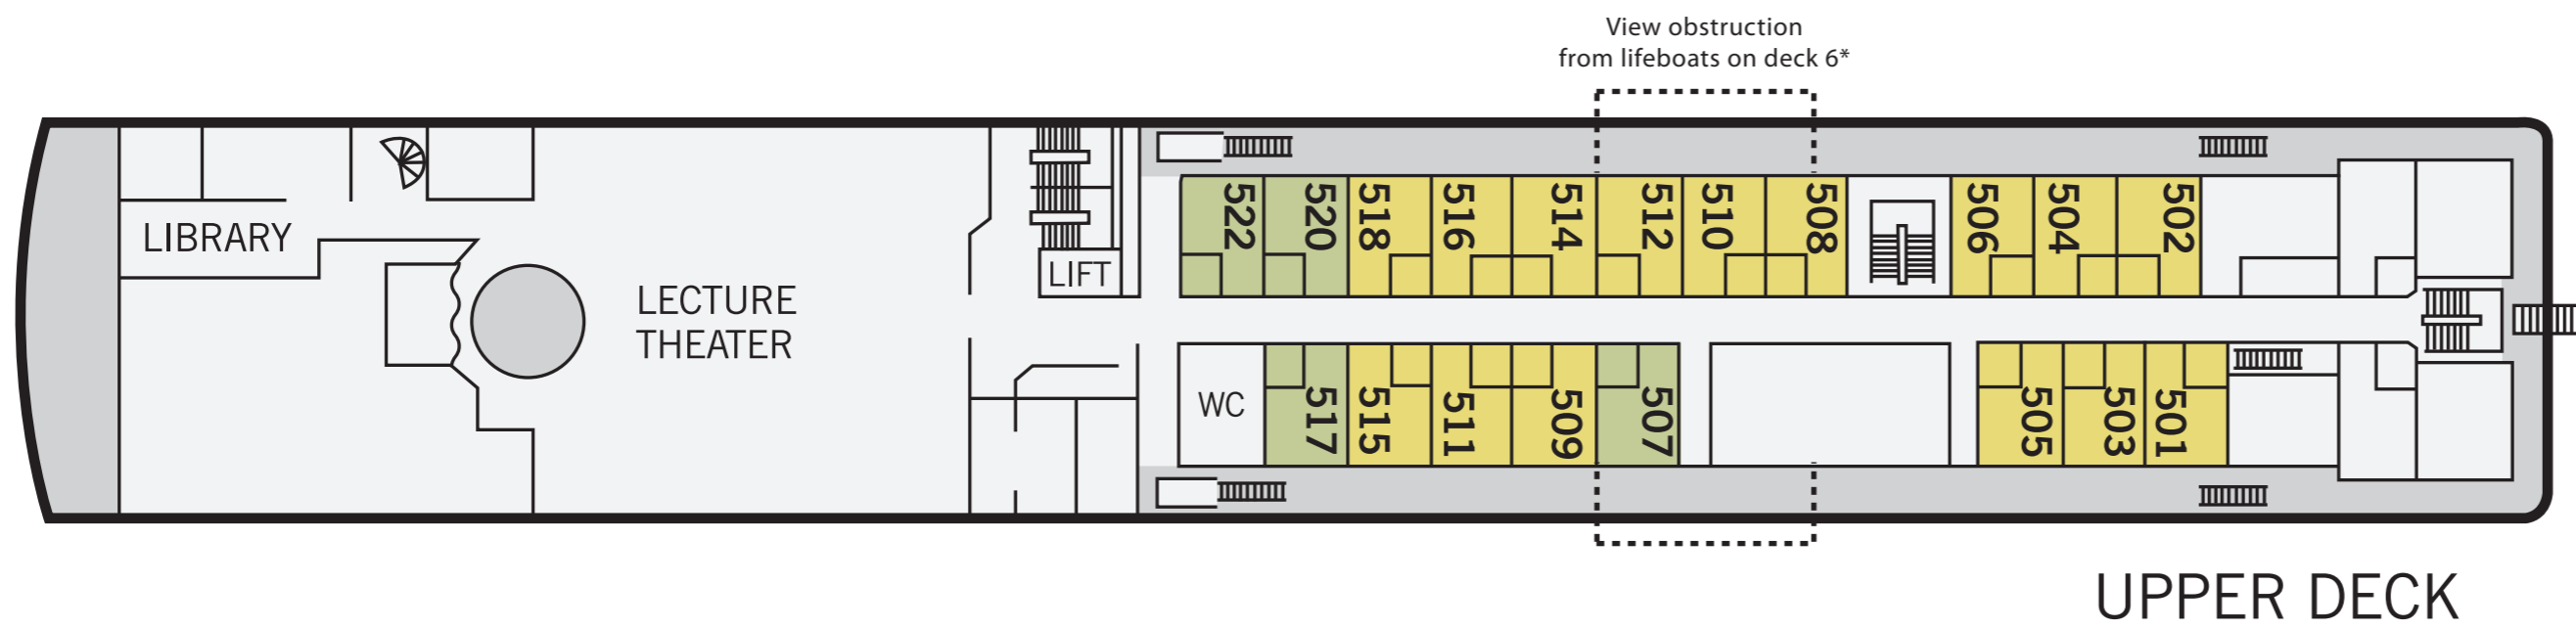 View obstruction
from lifeboats on deck 6*
522 520 518 516 514 512 510 508 506 504 502
LIBRARY
LIFT
LECTURE
THEATER
WC 517 515 511 509 507 505 503 501
UPPER DECK